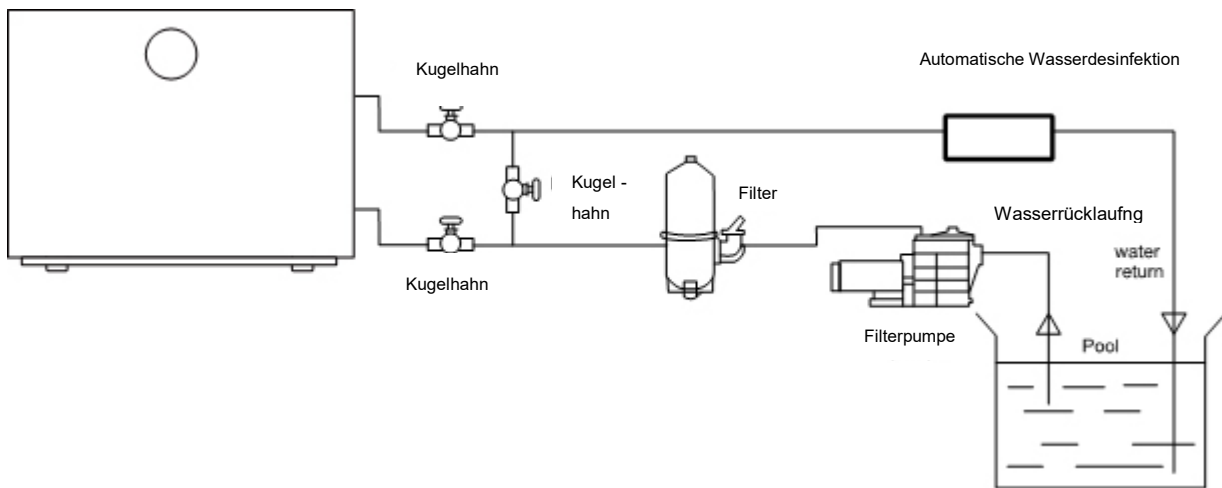 Kugelhahn
Automatische Wasserdesinfektion
Kugel -
hahn
Filter
Wasserrücklaufng
water
return
Kugelhahn
Filterpumpe
Pool